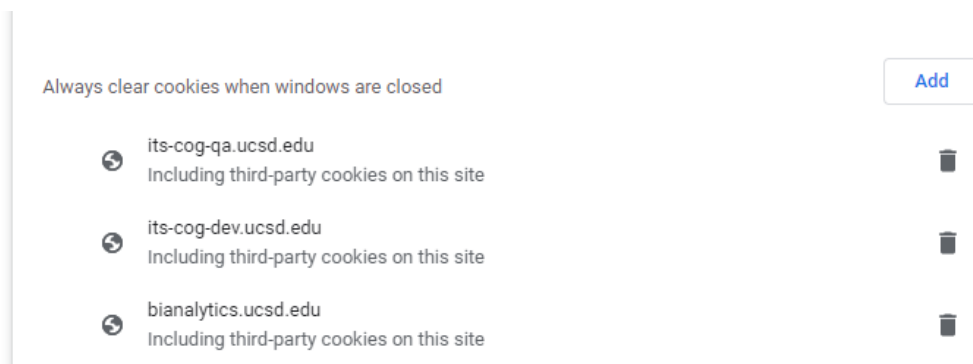 Always clear cookies when windows are closed
Add
its-cog-qa.ucsd.edu
Including third-party cookies on this site
its-cog-dev.ucsd.edu
Including third-party cookies on this site
bianalytics.ucsd.edu
Including third-party cookies on this site